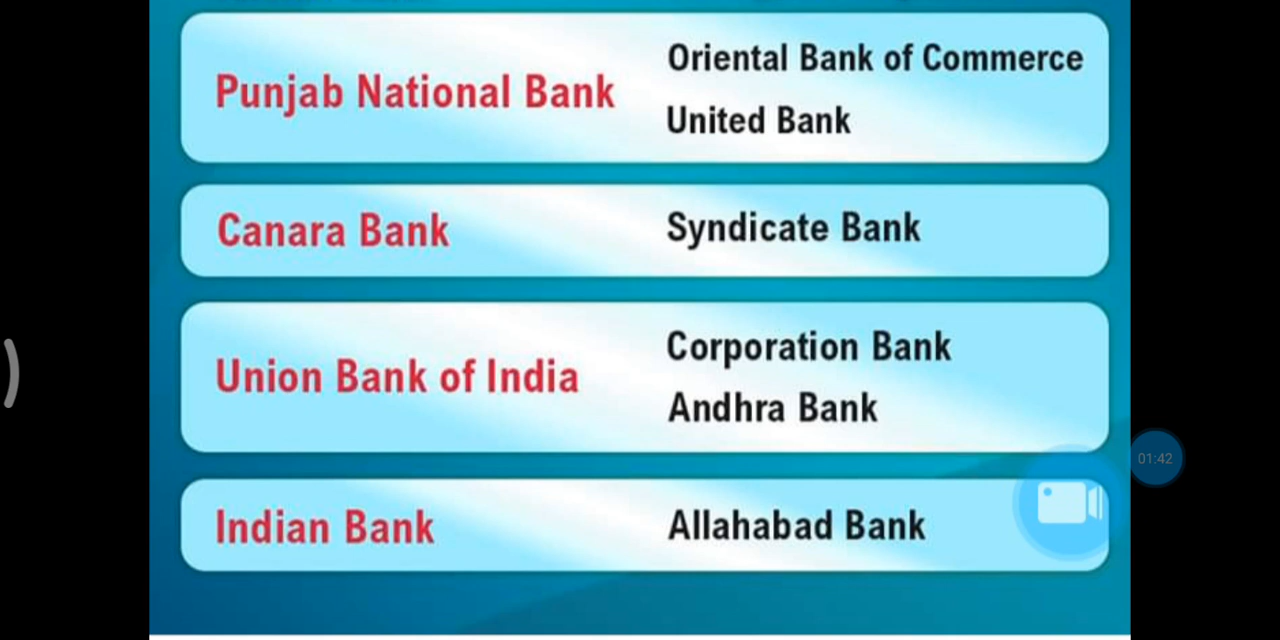 Punjab National Bank
Oriental Bank of Commerce
United Bank
Canara Bank
Syndicate Bank
Union Bank of India
Corporation Bank
Andhra Bank
Indian Bank
Allahabad Bank
01:42